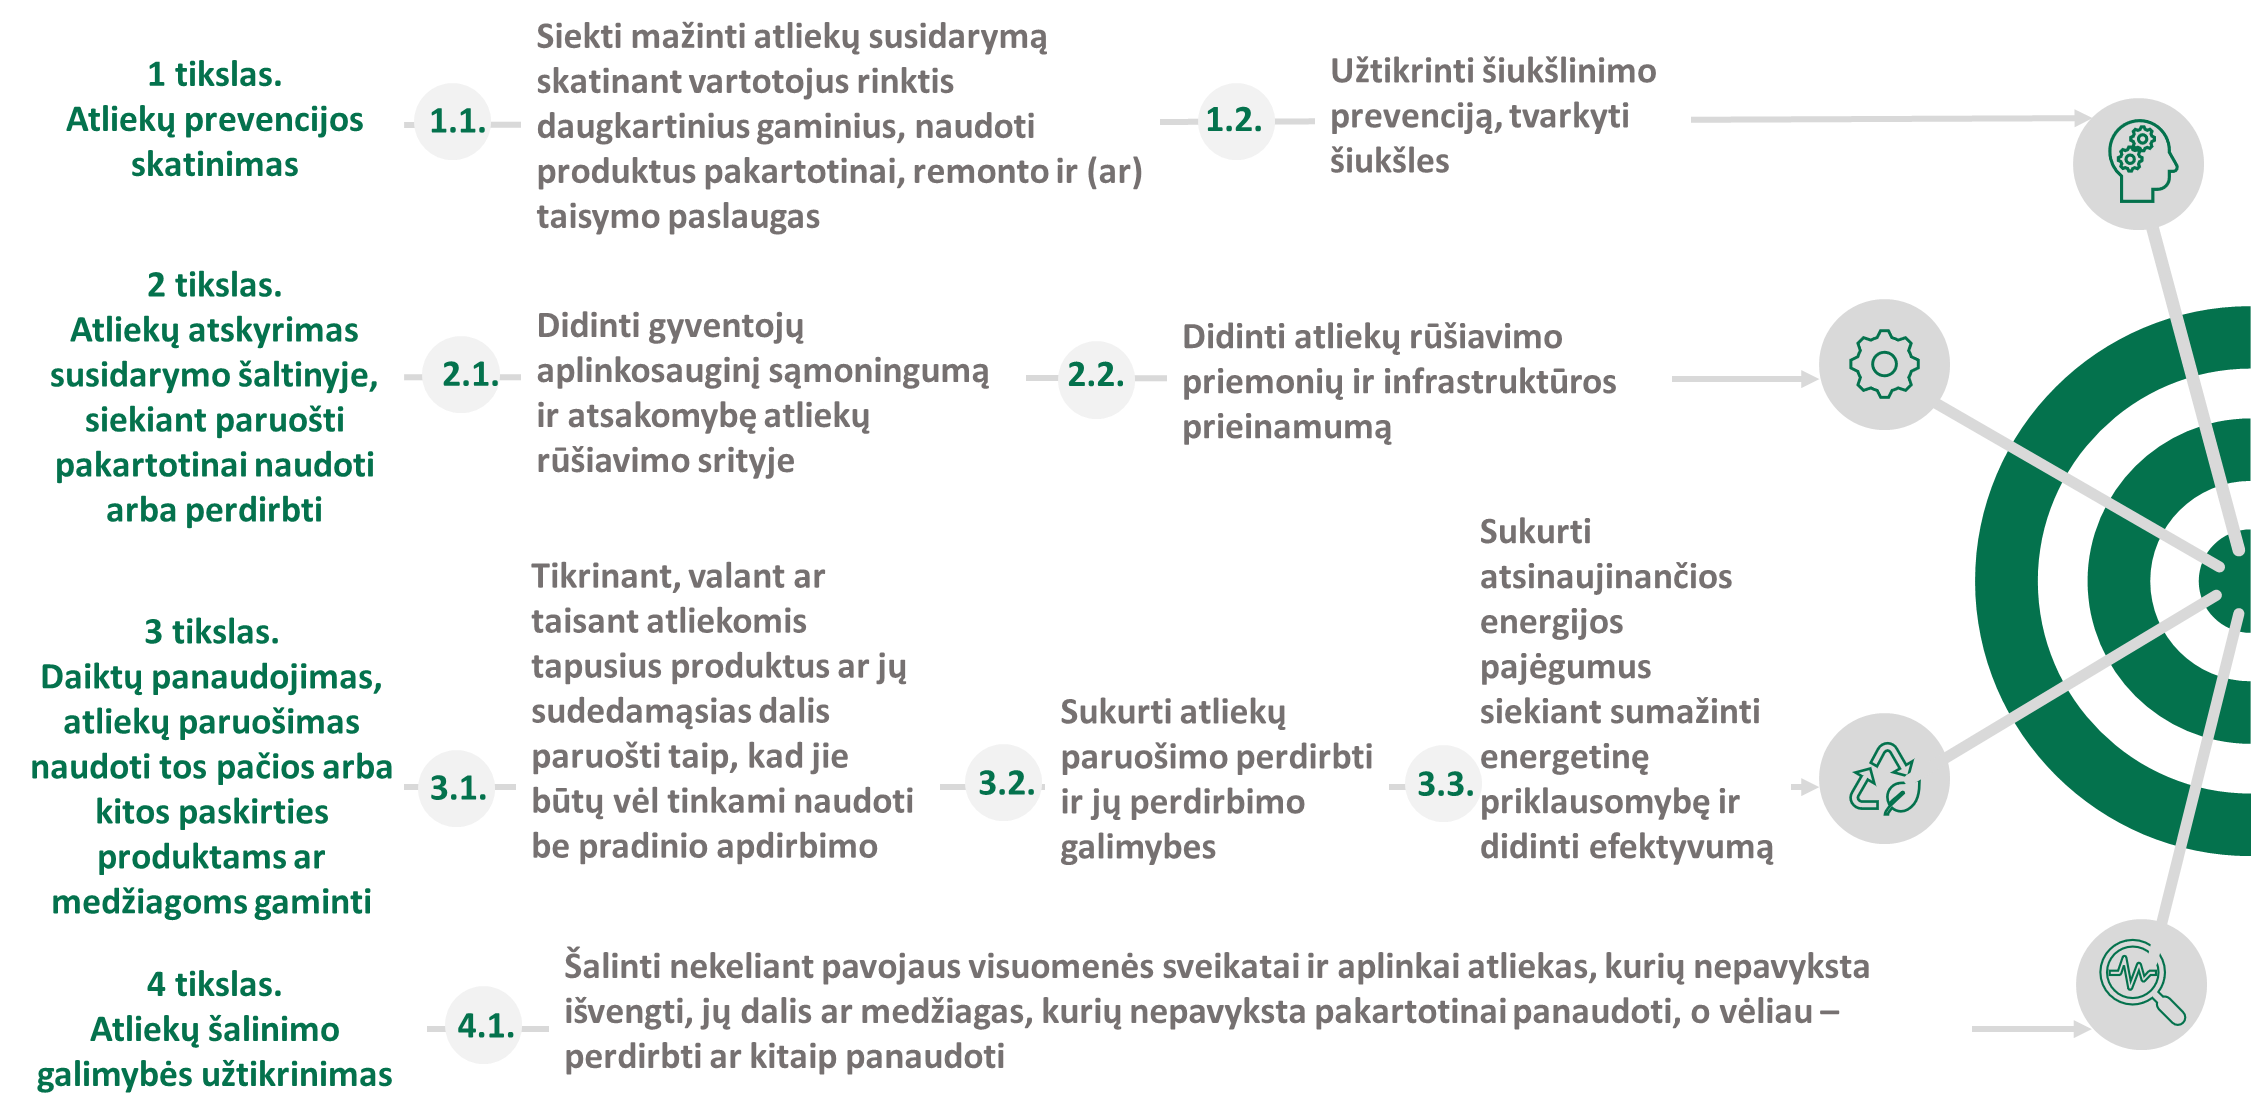 1 tikslas.
Atliekų prevencijos
skatinimas
1.1.
Siekti mažinti atliekų susidarymą
skatinant vartotojus rinktis
daugkartinius gaminius, naudoti
produktus pakartotinai, remonto ir (ar)
taisymo paslaugas
1.2.
Užtikrinti šiukšlinimo
prevenciją, tvarkyti
šiukšles
2 tikslas.
Atliekų atskyrimas
susidarymo šaltinyje,
siekiant paruošti
pakartotinai naudoti
arba perdirbti
2.1.
Didinti gyventojų
aplinkosauginį sąmoningumą
ir atsakomybę atliekų
rūšiavimo srityje
2.2.
Didinti atliekų rūšiavimo
priemonių ir infrastruktūros
prieinamumą
3 tikslas.
Daiktų panaudojimas,
atliekų paruošimas
naudoti tos pačios arba
kitos paskirties
produktams ar
medžiagoms gaminti
3.1.
Tikrinant, valant ar
taisant atliekomis
tapusius produktus ar jų
sudedamąsias dalis
paruošti taip, kad jie
būtų vėl tinkami naudoti
be pradinio apdirbimo
3.2.
Sukurti atliekų
paruošimo perdirbti
ir jų perdirbimo
galimybes
3.3.
Sukurti
atsinaujinančios
energijos
pajėgumus
siekiant sumažinti
energetinę
priklausomybę ir
didinti efektyvumą
4 tikslas.
Atliekų šalinimo
galimybės užtikrinimas
4.1.
Šalinti nekeliant pavojaus visuomenės sveikatai ir aplinkai atliekas, kurių nepavyksta
išvengti, jų dalis ar medžiagas, kurių nepavyksta pakartotinai panaudoti, o vėliau –
perdirbti ar kitaip panaudoti